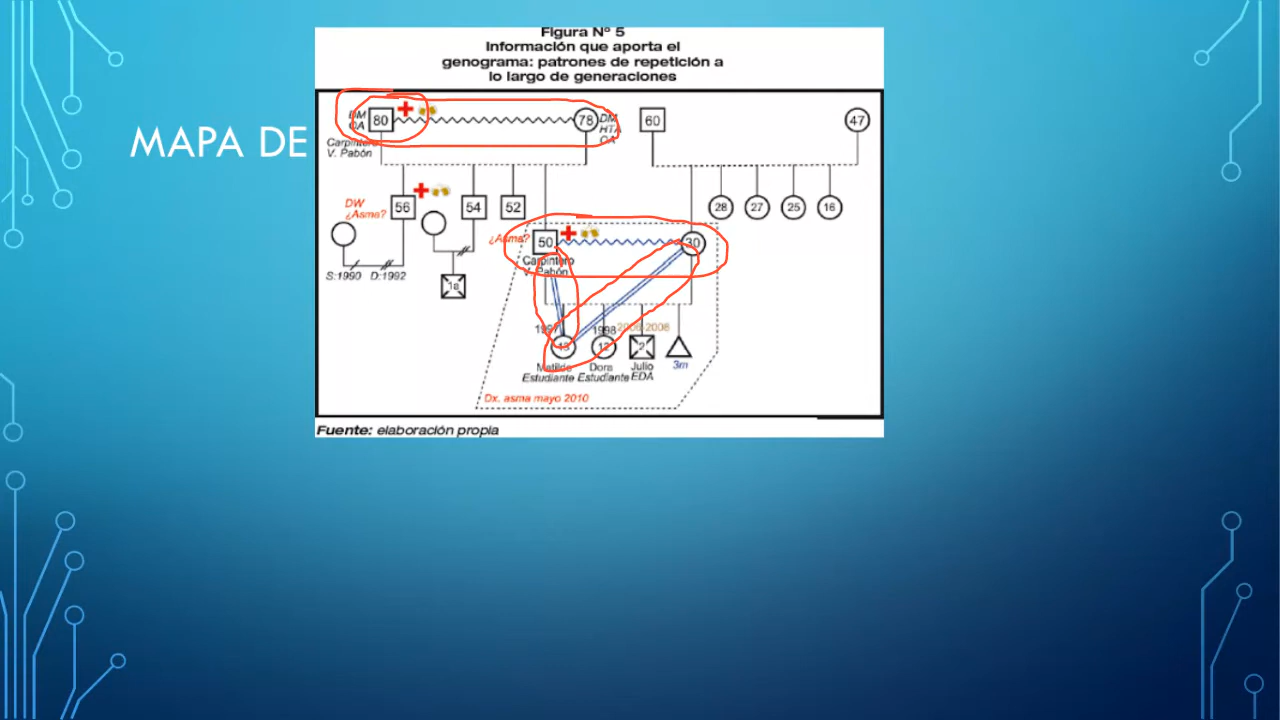 Figura N° 5
Información que aporta el
genograma: patrones de repetición a
lo largo de generaciones
MAPA DE
DM
CA
80
78
DM
HTA
CA
60
47
Carpintero
V. Pabón
DW
¿Asma?
56
54
52
28
27
25
16
¿Asma?
50
30
Carpintero
V. Pabón
S:1990 D:1992
1a
1998
2006-2008
12
2
Matilde Dora Julio 3m
Estudiante Estudiante EDA
Dx. asma mayo 2010
Fuente: elaboración propia